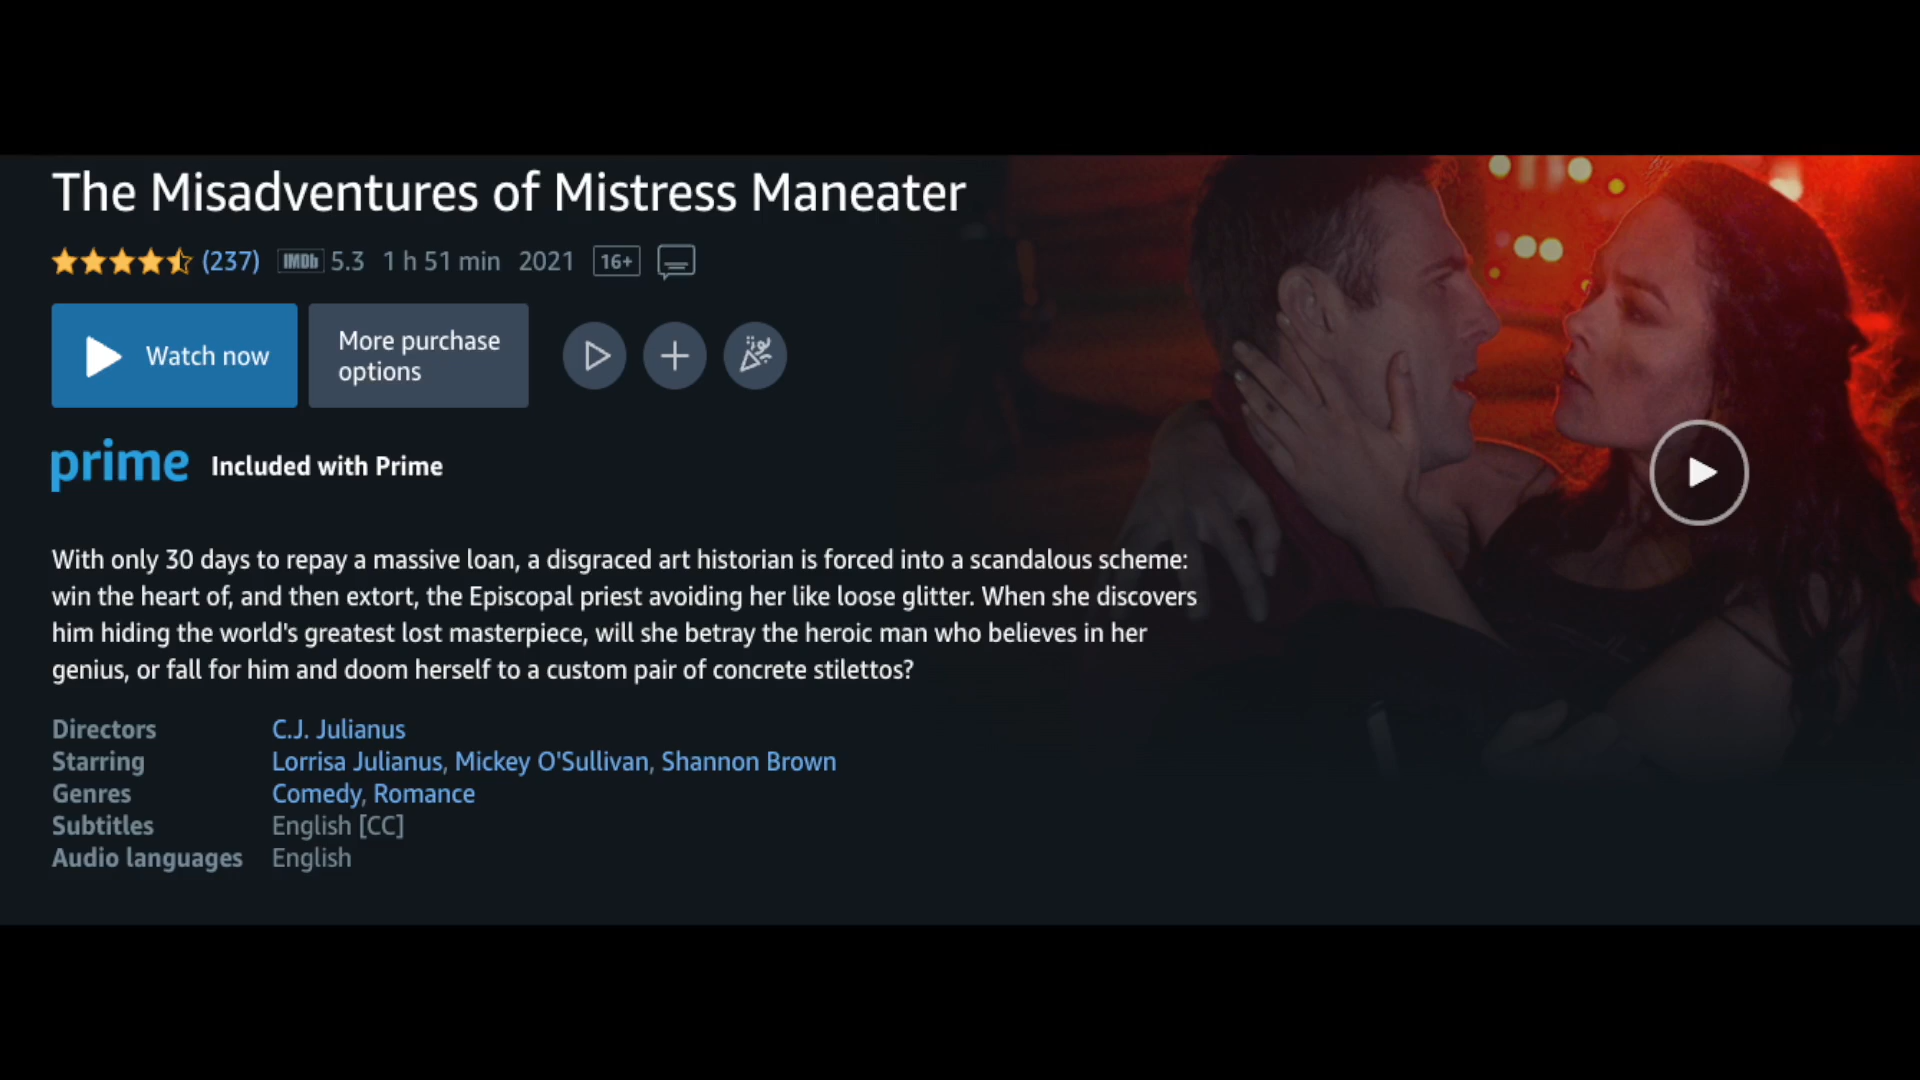 The Misadventures of Mistress Maneater
(237) IMDb 5.3 1 h 51 min 2021 16+
Watch now
More purchase
options
prime Included with Prime
With only 30 days to repay a massive loan, a disgraced art historian is forced into a scandalous scheme:
win the heart of, and then extort, the Episcopal priest avoiding her like loose glitter. When she discovers
him hiding the world's greatest lost masterpiece, will she betray the heroic man who believes in her
genius, or fall for him and doom herself to a custom pair of concrete stilettos?
Directors C.J. Julianus
Starring Lorrisa Julianus, Mickey O'Sullivan, Shannon Brown
Genres Comedy, Romance
Subtitles English [CC]
Audio languages English